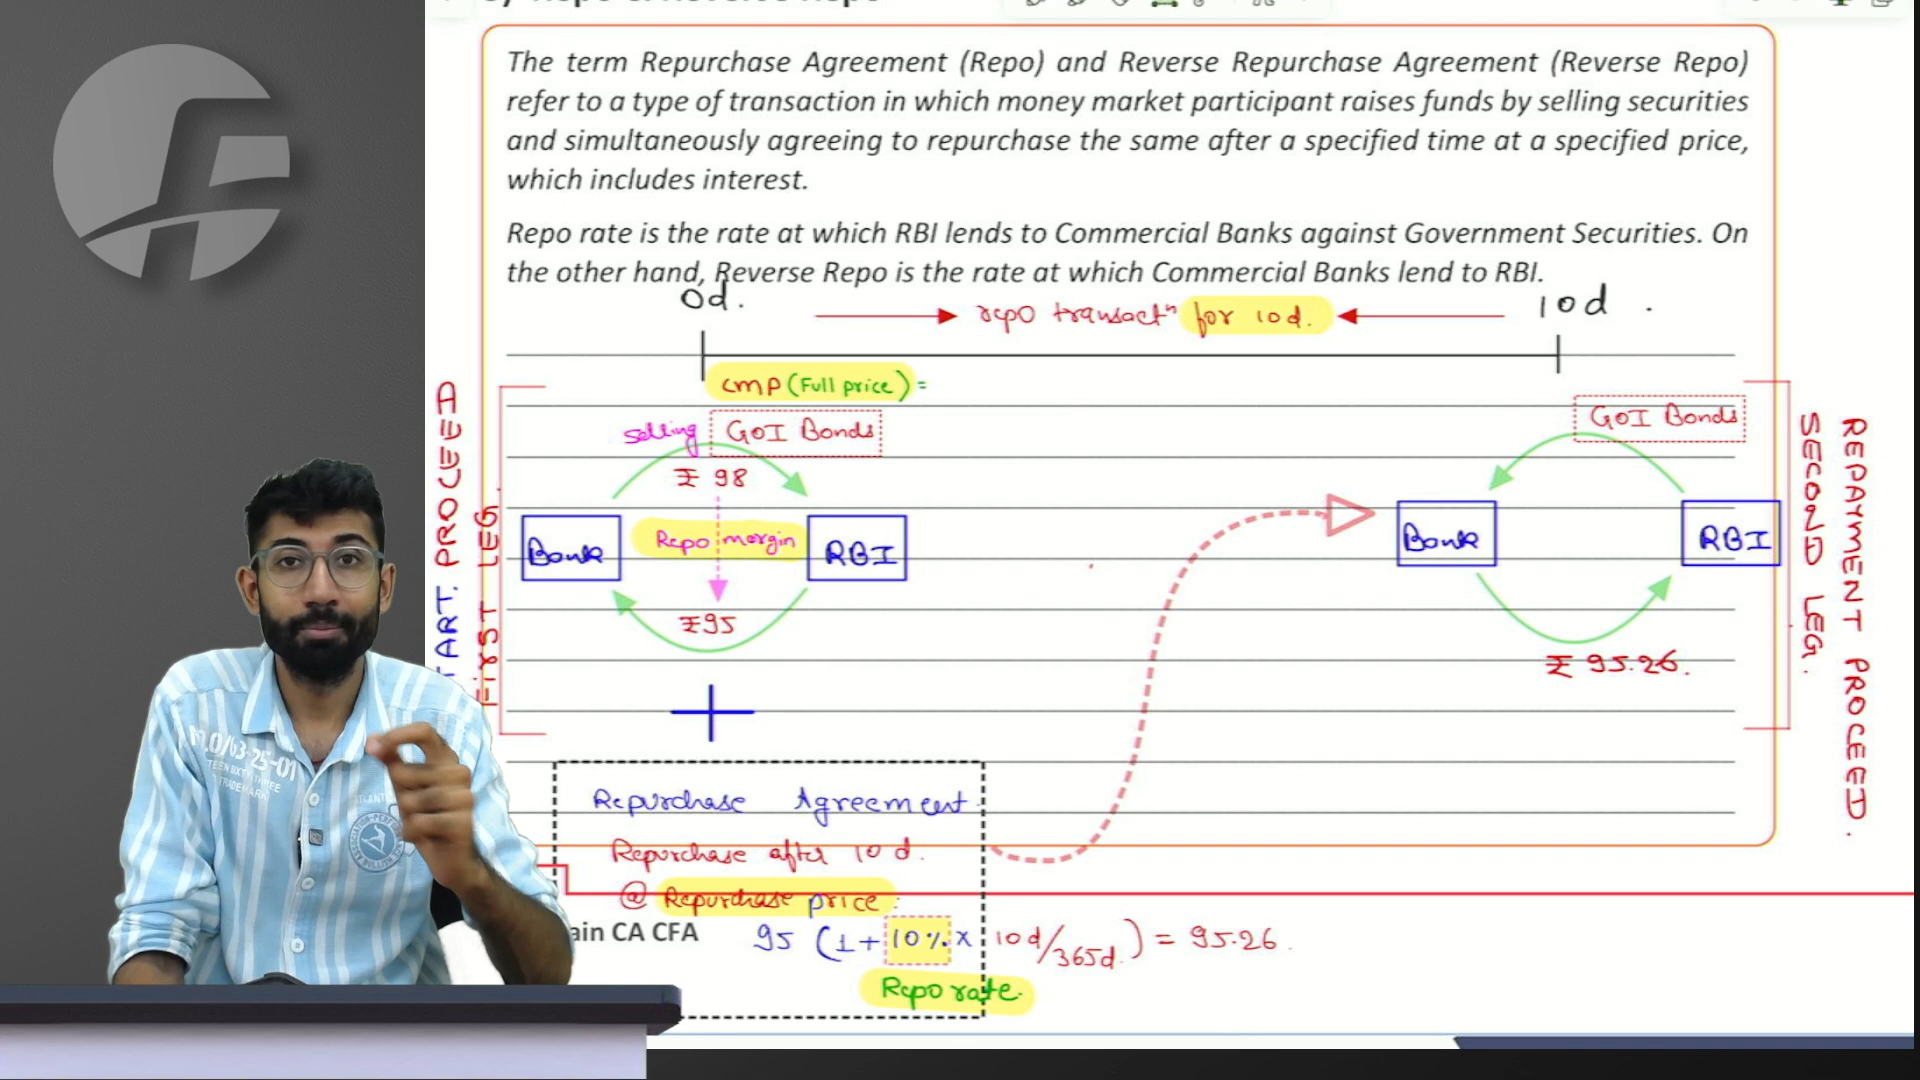 The term Repurchase Agreement (Repo) and Reverse Repurchase Agreement (Reverse Repo)
refer to a type of transaction in which money market participant raises funds by selling securities
and simultaneously agreeing to repurchase the same after a specified time at a specified price,
which includes interest.
Repo rate is the rate at which RBI lends to Commercial Banks against Government Securities. On
the other hand, Reverse Repo is the rate at which Commercial Banks lend to RBI.
0d.
repo transactⁿ for 10d.
10d.
cmp (Full price) =
selling
GOI Bonds
₹ 98
Bank
Repo margin
RBI
₹95
START. PROCEED
FIRST LEG.
GOI Bonds
Bank
RBI
₹ 95.26.
SECOND LEG.
REPAYMENT PROCEED.
Repurchase Agreement.
Repurchase after 10 d.
@ Repurchase price:
95 (1+ 10% x 10d/365d.) = 95.26.
Repo rate.
ain CA CFA
63-25-01
TRADEMARK